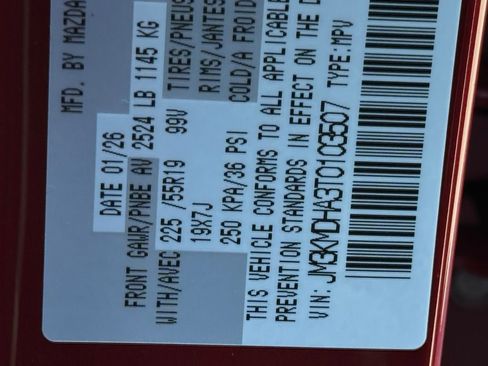 MFD. BY MAZDA
DATE 01/26
FRONT GAWR/PNBE AV 2524 LB 1145 KG
WITH/AVEC 225/55R19 99V TIRES/PNEUS
19X7J RIMS/JANTES
250 KPA/36 PSI COLD/A FROID
THIS VEHICLE CONFORMS TO ALL APPLICABLE
PREVENTION STANDARDS IN EFFECT ON THE D
VIN: JM3KMDHA3T0103507 TYPE: MPV